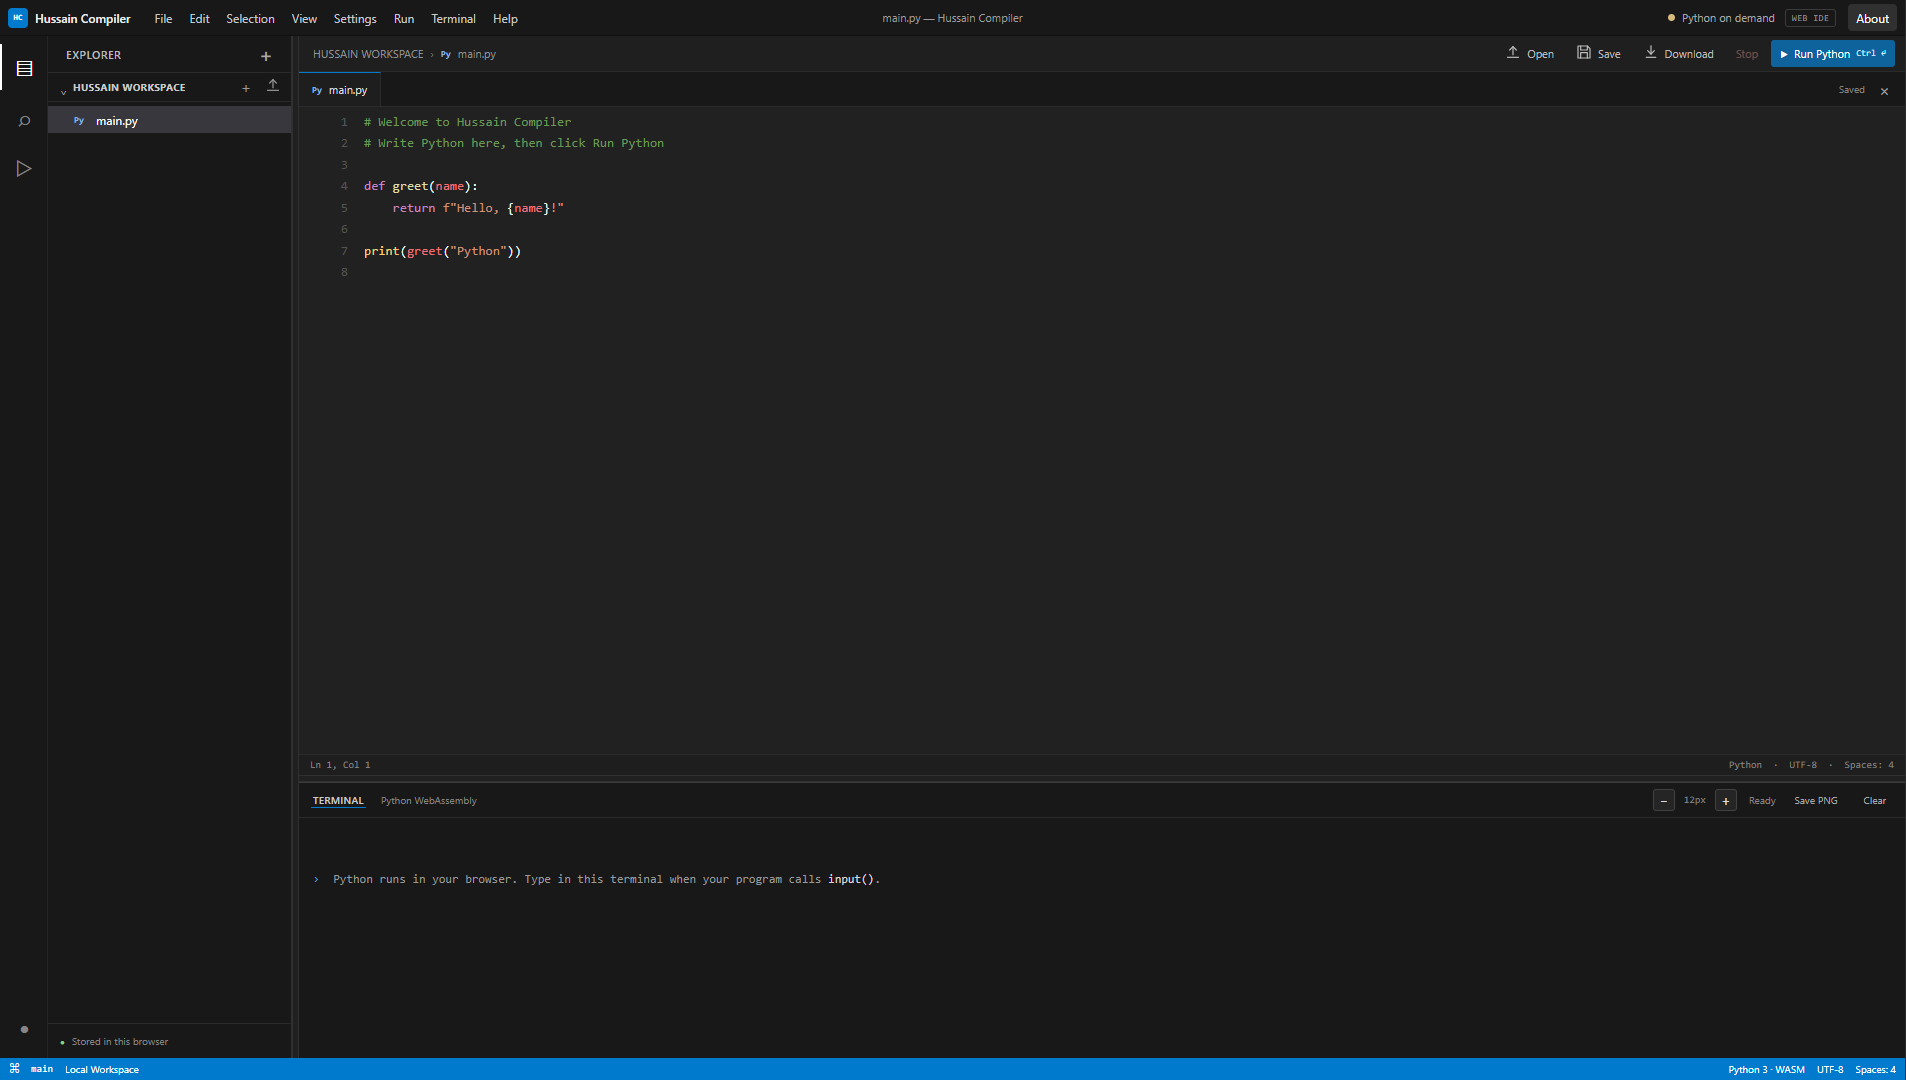 HC Hussain Compiler File Edit Selection View Settings Run Terminal Help main.py — Hussain Compiler Python on demand WEB IDE About
EXPLORER +
HUSSAIN WORKSPACE +
Py main.py
Stored in this browser
HUSSAIN WORKSPACE › Py main.py Open Save Download Stop Run Python Ctrl ⏎
Py main.py Saved ×
1 # Welcome to Hussain Compiler
2 # Write Python here, then click Run Python
3
4 def greet(name):
5     return f"Hello, {name}!"
6
7 print(greet("Python"))
8
Ln 1, Col 1 Python · UTF-8 · Spaces: 4
TERMINAL Python WebAssembly − 12px + Ready Save PNG Clear
› Python runs in your browser. Type in this terminal when your program calls input().
⌘ main Local Workspace Python 3 · WASM UTF-8 Spaces: 4